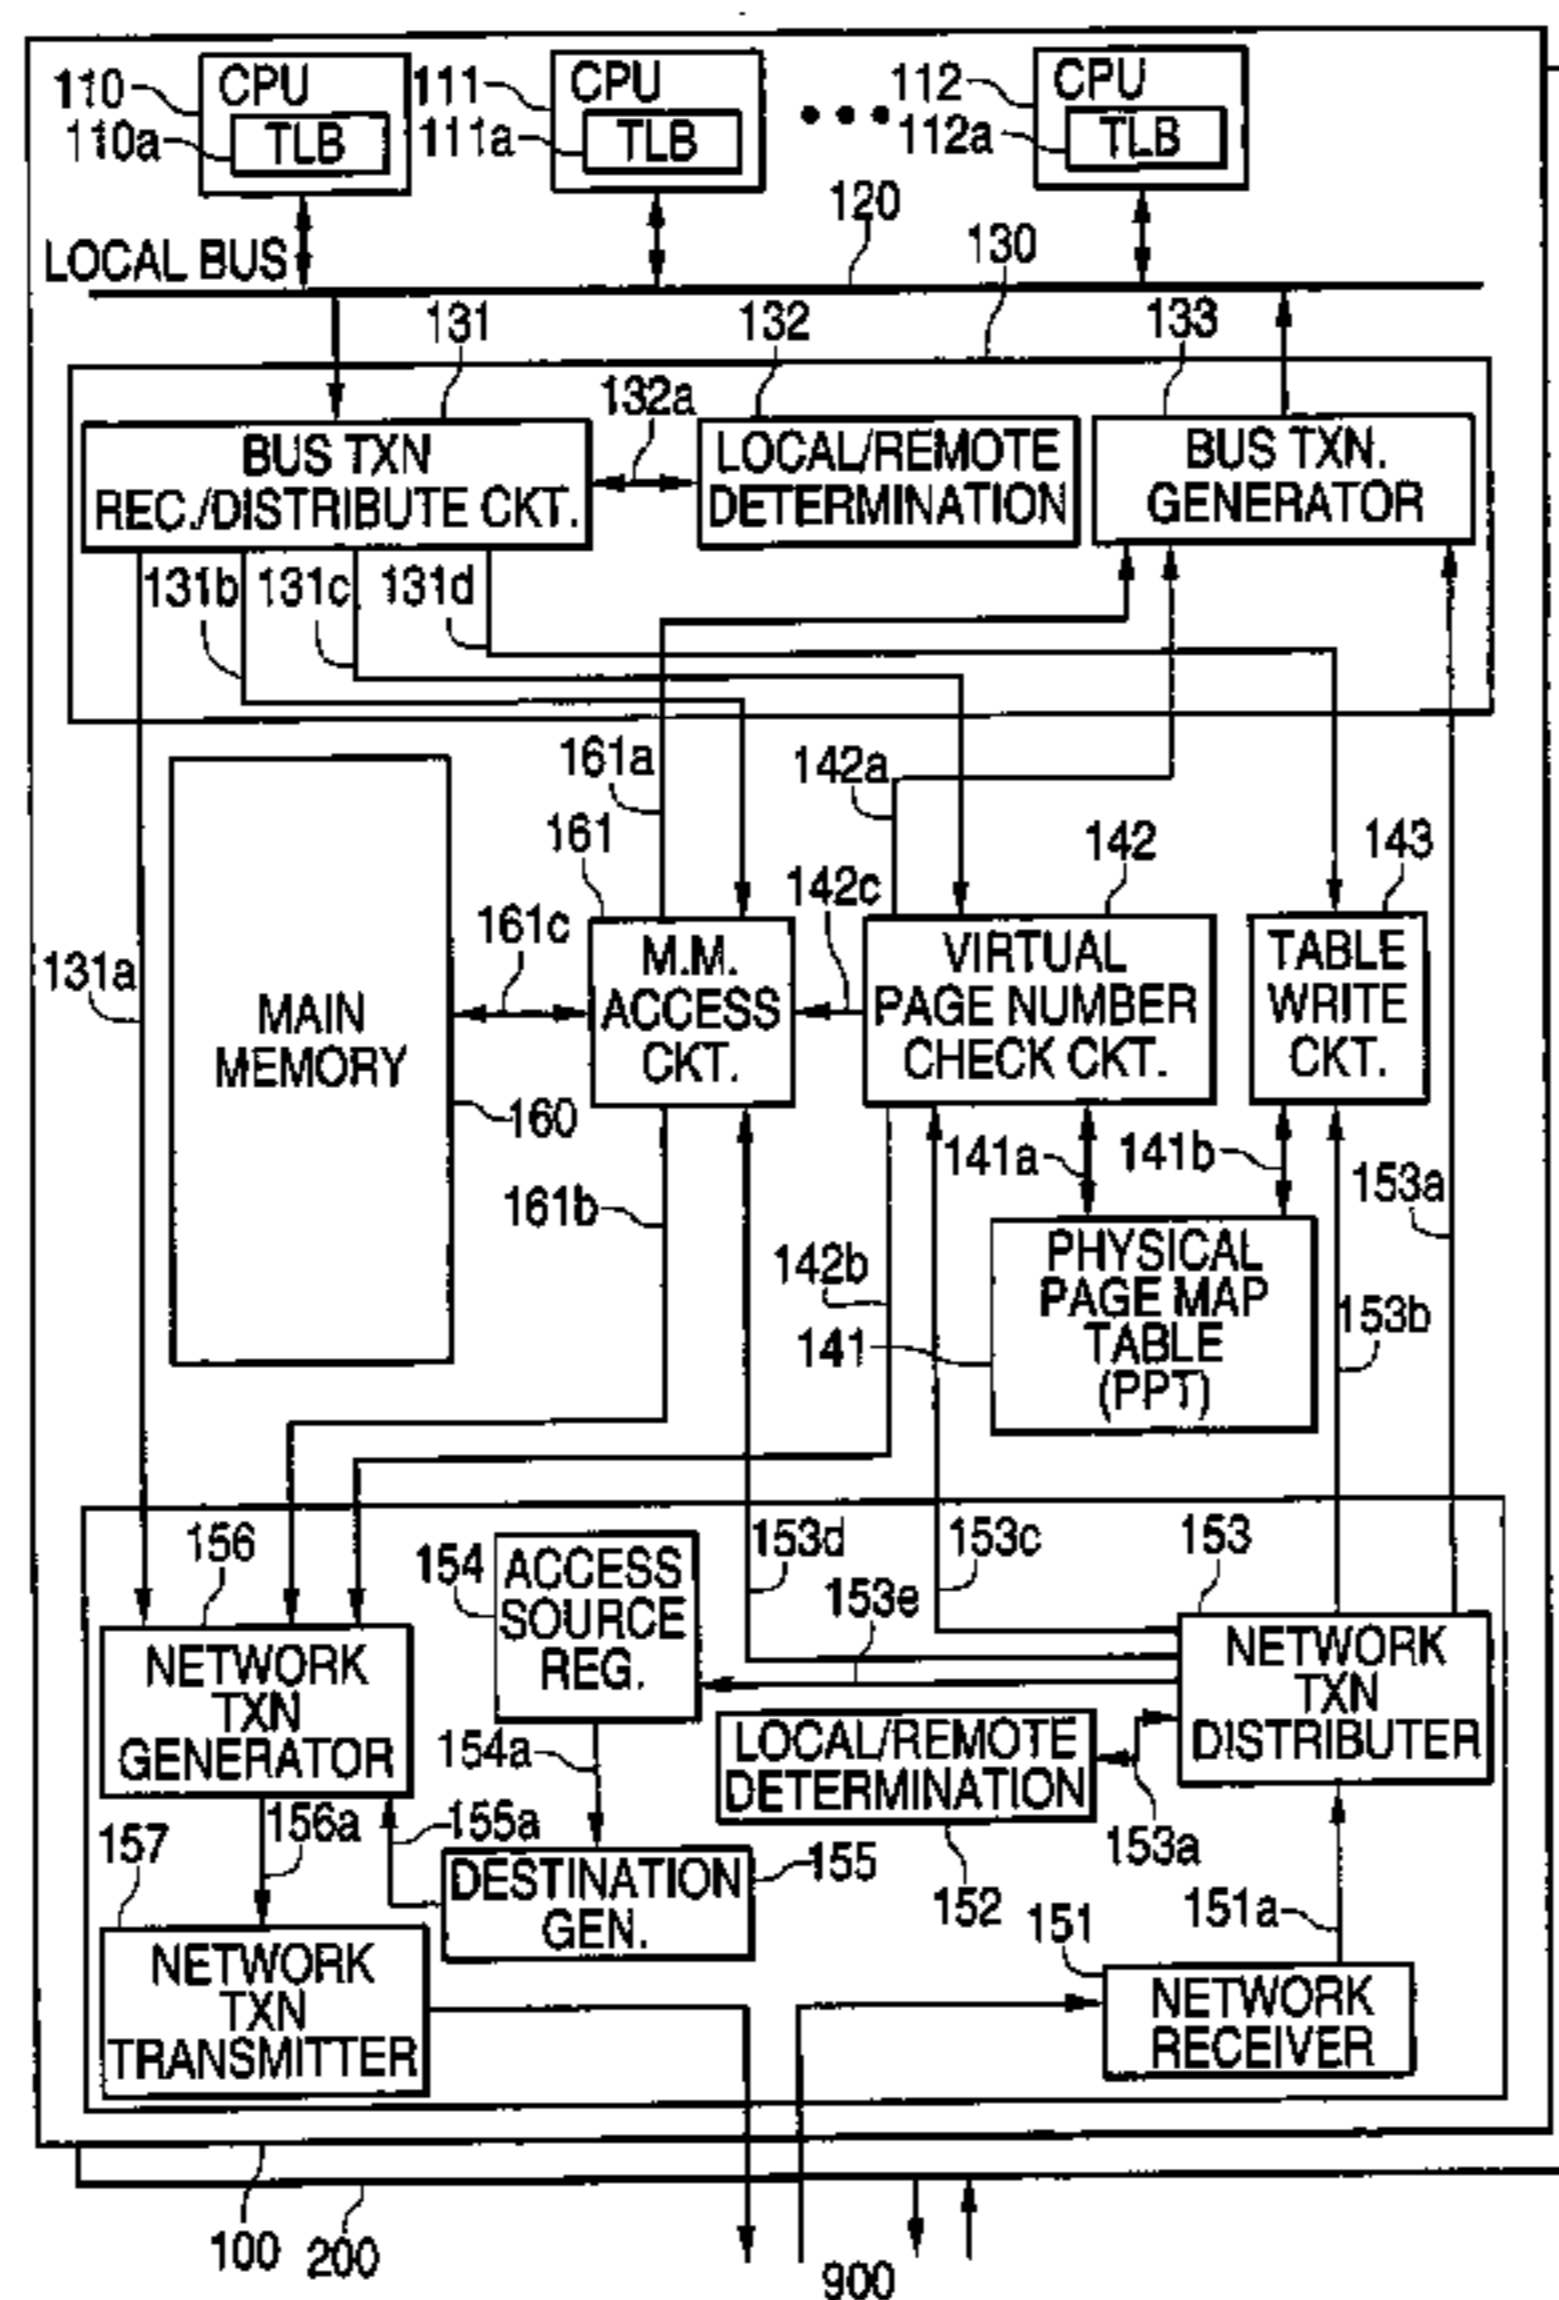 110
CPU
110a
TLB
111
CPU
111a
TLB
112
CPU
112a
TLB
LOCAL BUS
120
130
131
132
133
132a
BUS TXN
REC./DISTRIBUTE CKT.
LOCAL/REMOTE
DETERMINATION
BUS TXN.
GENERATOR
131b
131c
131d
161a
142a
161
142
143
142c
161c
131a
MAIN
MEMORY
M.M.
ACCESS
CKT.
VIRTUAL
PAGE NUMBER
CHECK CKT.
TABLE
WRITE
CKT.
160
141a
141b
153a
161b
142b
PHYSICAL
PAGE MAP
TABLE
(PPT)
141
153b
156
154
ACCESS
SOURCE
REG.
153d
153c
153
153e
NETWORK
TXN
GENERATOR
NETWORK
TXN
DISTRIBUTER
154a
LOCAL/REMOTE
DETERMINATION
157
156a
155a
153a
DESTINATION
GEN.
155
152
151
151a
NETWORK
TXN
TRANSMITTER
NETWORK
RECEIVER
100
200
900